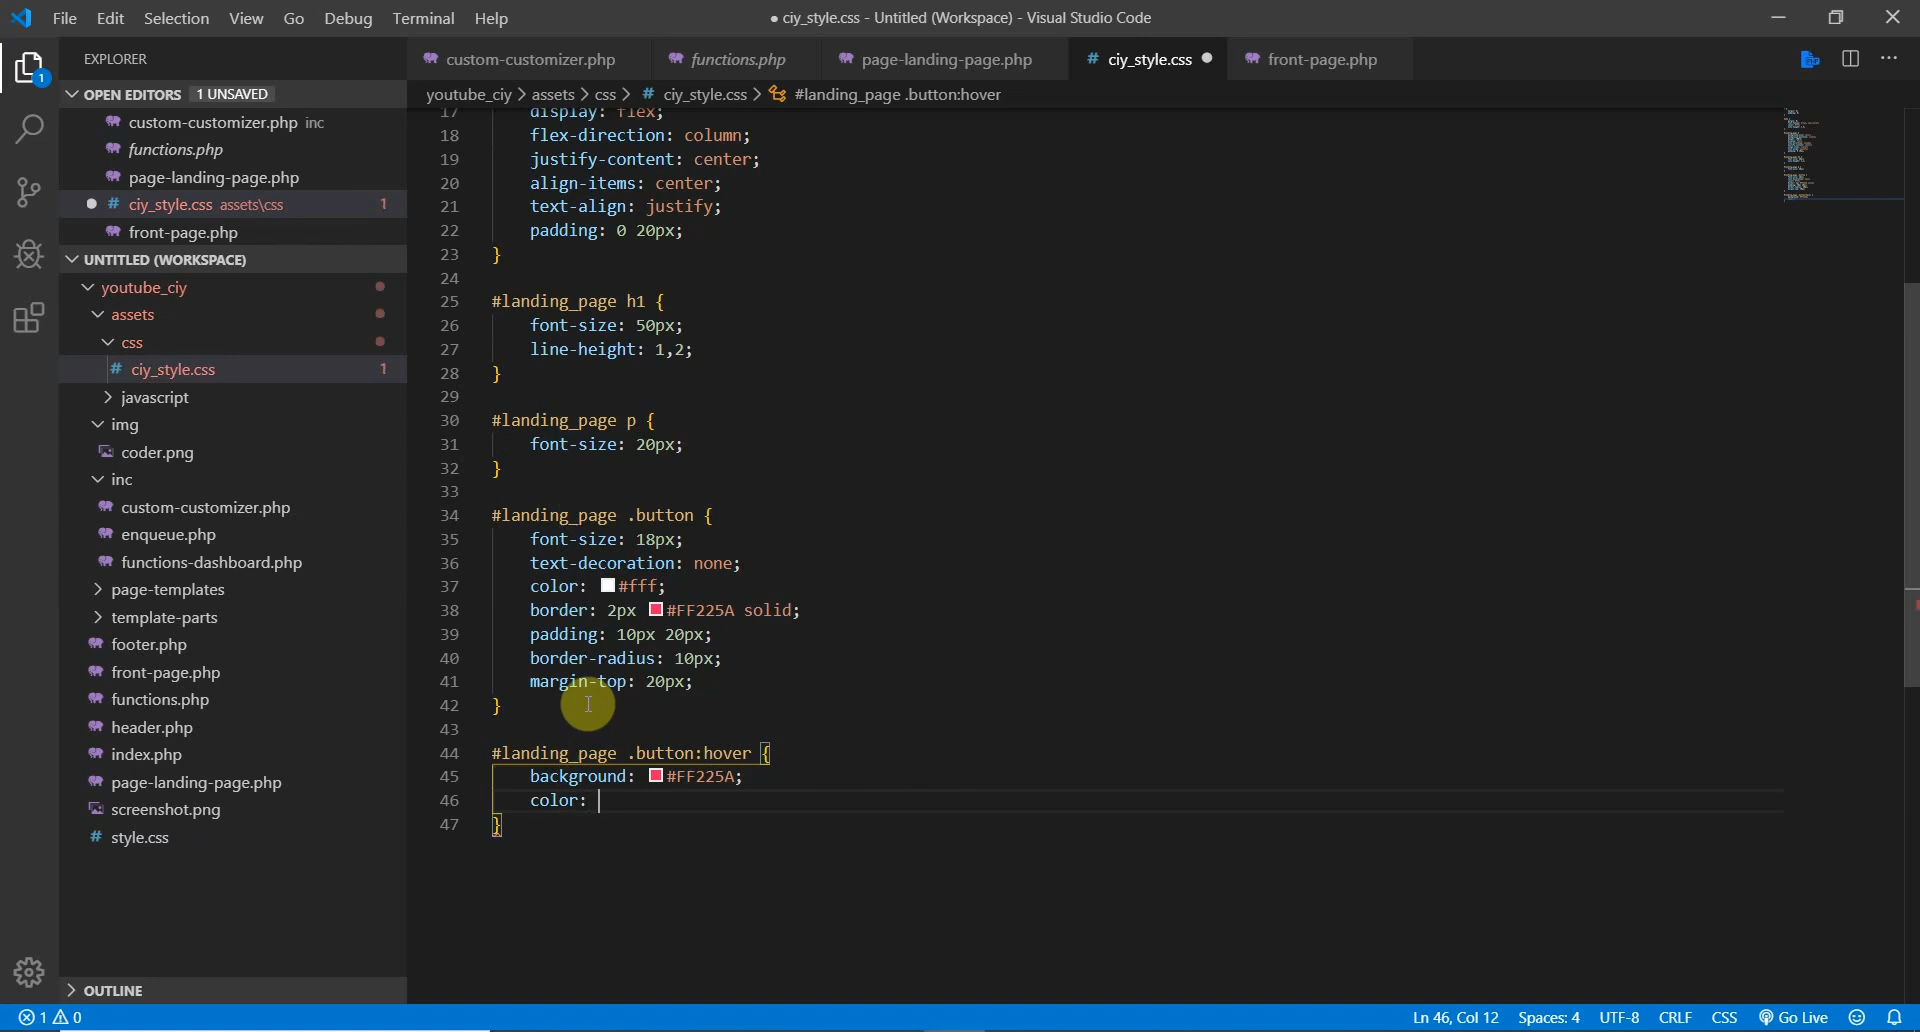 File Edit Selection View Go Debug Terminal Help
● ciy_style.css - Untitled (Workspace) - Visual Studio Code
EXPLORER
OPEN EDITORS 1 UNSAVED
custom-customizer.php inc
functions.php
page-landing-page.php
ciy_style.css assets\css 1
front-page.php
UNTITLED (WORKSPACE)
youtube_ciy
assets
css
ciy_style.css 1
javascript
img
coder.png
inc
custom-customizer.php
enqueue.php
functions-dashboard.php
page-templates
template-parts
footer.php
front-page.php
functions.php
header.php
index.php
page-landing-page.php
screenshot.png
style.css
OUTLINE
1
custom-customizer.php functions.php page-landing-page.php # ciy_style.css ● front-page.php
youtube_ciy > assets > css > # ciy_style.css > #landing_page .button:hover
17 display: flex;
18 flex-direction: column;
19 justify-content: center;
20 align-items: center;
21 text-align: justify;
22 padding: 0 20px;
23 }
24
25 #landing_page h1 {
26 font-size: 50px;
27 line-height: 1,2;
28 }
29
30 #landing_page p {
31 font-size: 20px;
32 }
33
34 #landing_page .button {
35 font-size: 18px;
36 text-decoration: none;
37 color: #fff;
38 border: 2px #FF225A solid;
39 padding: 10px 20px;
40 border-radius: 10px;
41 margin-top: 20px;
42 }
43
44 #landing_page .button:hover {
45 background: #FF225A;
46 color:
47 }
1 0
Ln 46, Col 12 Spaces: 4 UTF-8 CRLF CSS Go Live